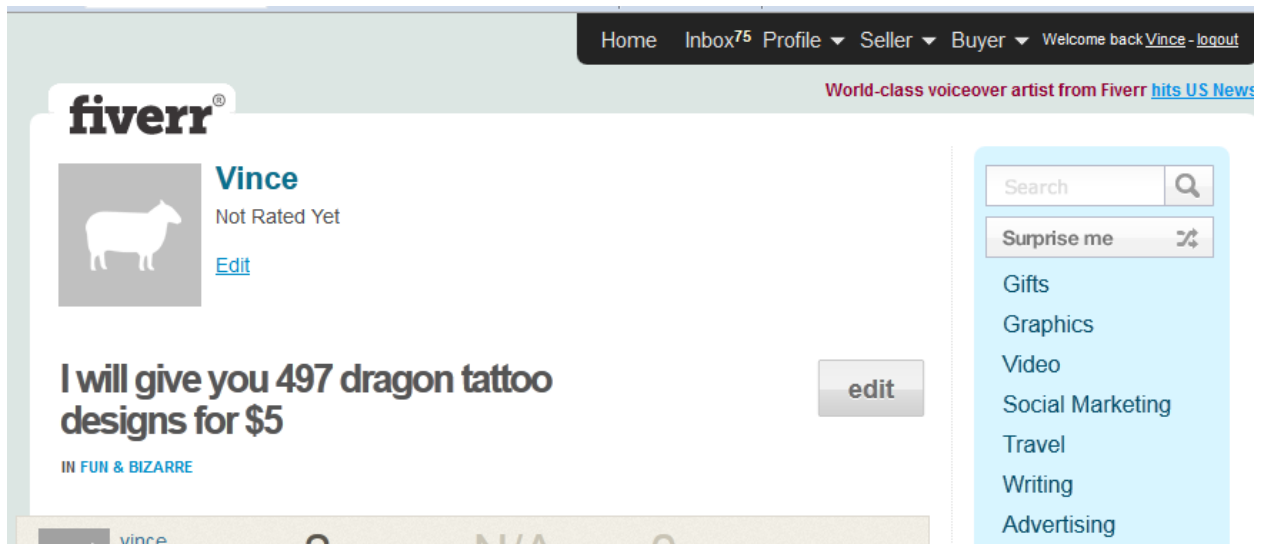 Home Inbox75 Profile Seller Buyer Welcome back Vince - logout
World-class voiceover artist from Fiverr hits US News
fiverr®
Vince
Not Rated Yet
Edit
I will give you 497 dragon tattoo
designs for $5
IN FUN & BIZARRE
edit
Search
Surprise me
Gifts
Graphics
Video
Social Marketing
Travel
Writing
Advertising
vince
N/A